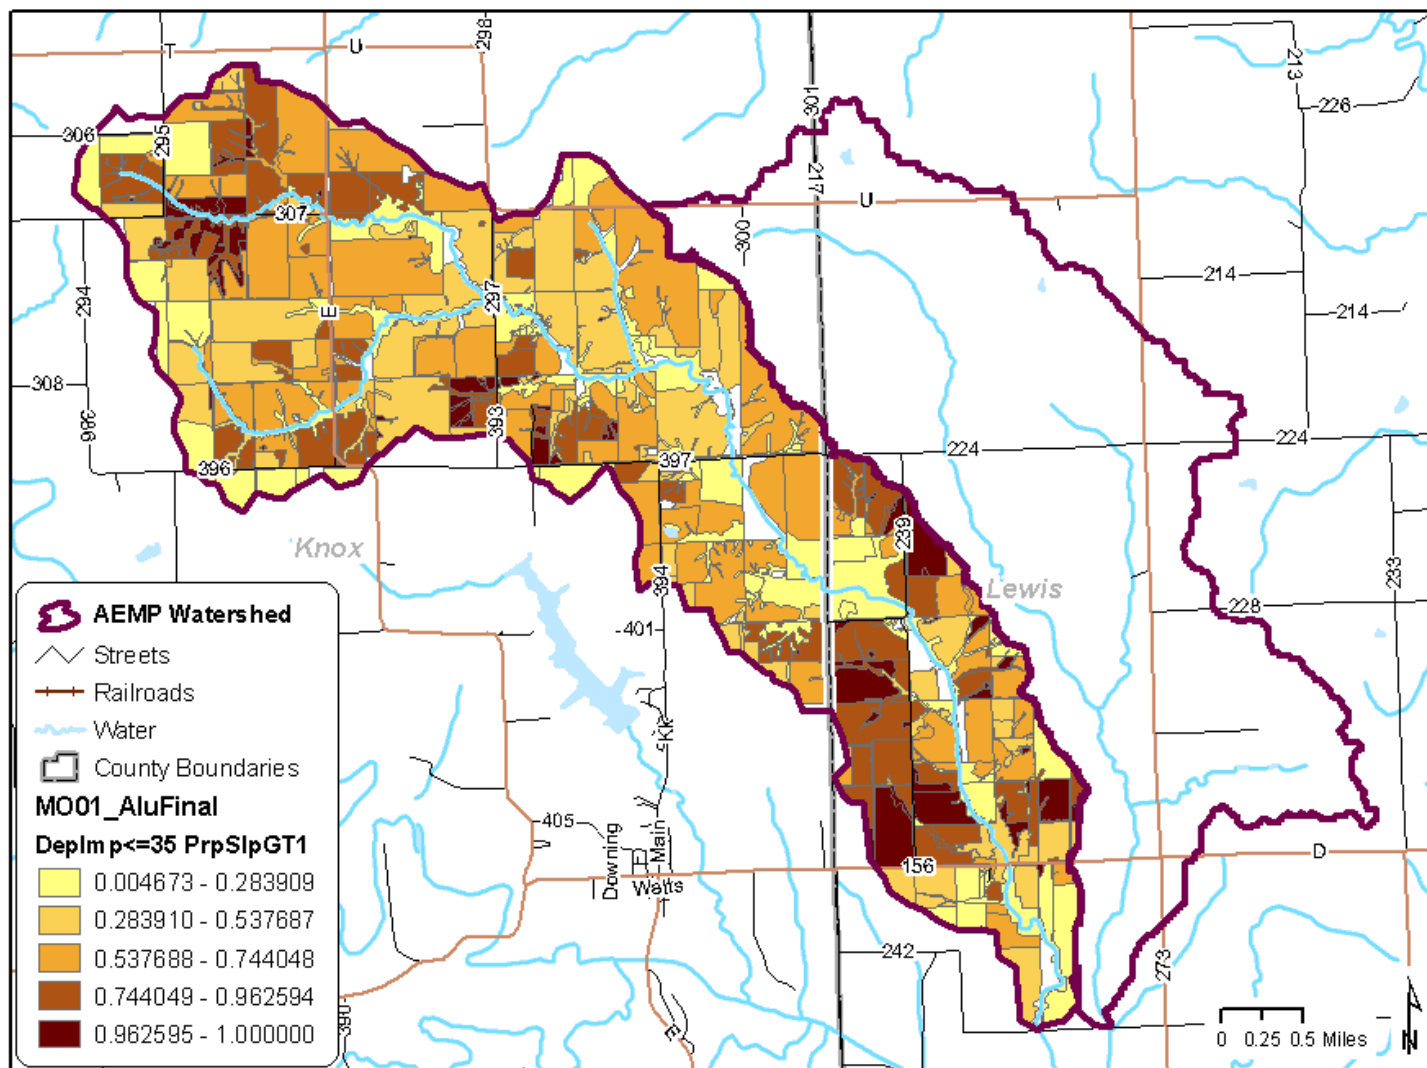 298
T
U
301
213
226
306
295
217
U
307
300
214
294
297
E
214
308
396
393
224
224
396
397
239
Knox
394
Lewis
233
228
401
AEMP Watershed
Streets
Railroads
Water
County Boundaries
MO01_AluFinal
DepImp<=35 PrpSlpGT1
0.004673 - 0.283909
0.283910 - 0.537687
0.537688 - 0.744048
0.744049 - 0.962594
0.962595 - 1.000000
KK
405
Downing
Main
Watts
156
D
242
273
390
E
0 0.25 0.5 Miles
N